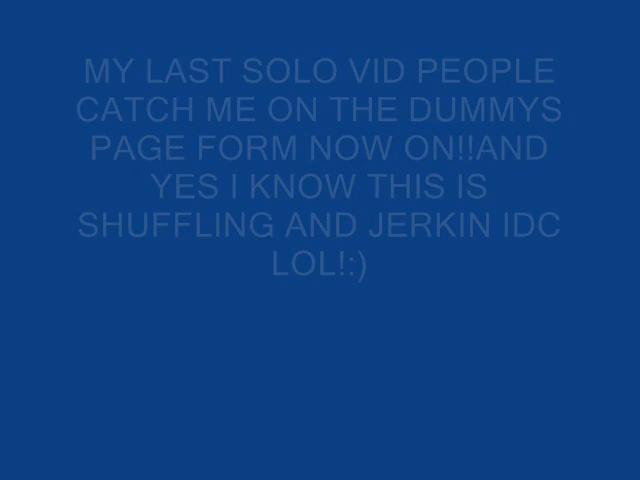 MY LAST SOLO VID PEOPLE
CATCH ME ON THE DUMMYS
PAGE FORM NOW ON!!AND
YES I KNOW THIS IS
SHUFFLING AND JERKIN IDC
LOL!:)